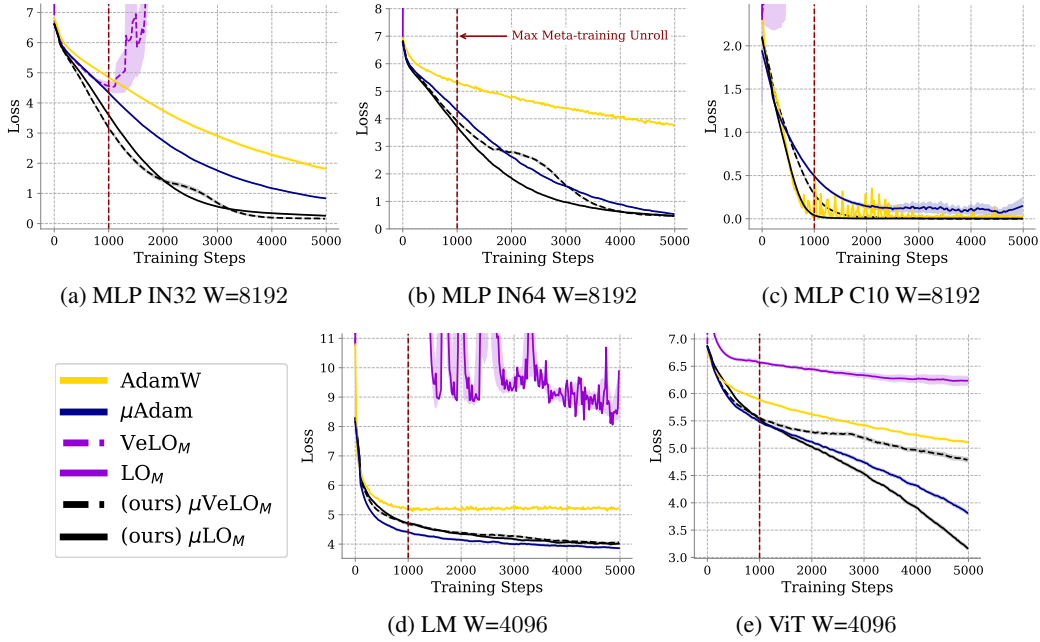 7
6
5
4
3
2
1
0
Loss
0 1000 2000 3000 4000 5000
Training Steps
(a) MLP IN32 W=8192
8
7
6
5
4
3
2
1
0
Loss
Max Meta-training Unroll
0 1000 2000 3000 4000 5000
Training Steps
(b) MLP IN64 W=8192
2.0
1.5
1.0
0.5
0.0
Loss
0 1000 2000 3000 4000 5000
Training Steps
(c) MLP C10 W=8192
AdamW
μAdam
VeLO_M
LO_M
(ours) μVeLO_M
(ours) μLO_M
11
10
9
8
7
6
5
4
Loss
0 1000 2000 3000 4000 5000
Training Steps
(d) LM W=4096
7.0
6.5
6.0
5.5
5.0
4.5
4.0
3.5
3.0
Loss
0 1000 2000 3000 4000 5000
Training Steps
(e) ViT W=4096